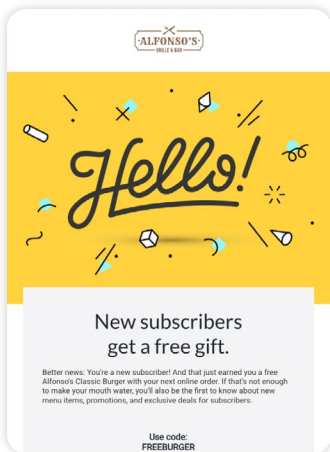 ALFONSO'S
GRILLE & BAR
Hello!
New subscribers
get a free gift.
Better news: You're a new subscriber! And that just earned you a free
Alfonso's Classic Burger with your next online order. If that's not enough
to make your mouth water, you'll also be the first to know about new
menu items, promotions, and exclusive deals for subscribers.
Use code:
FREEBURGER